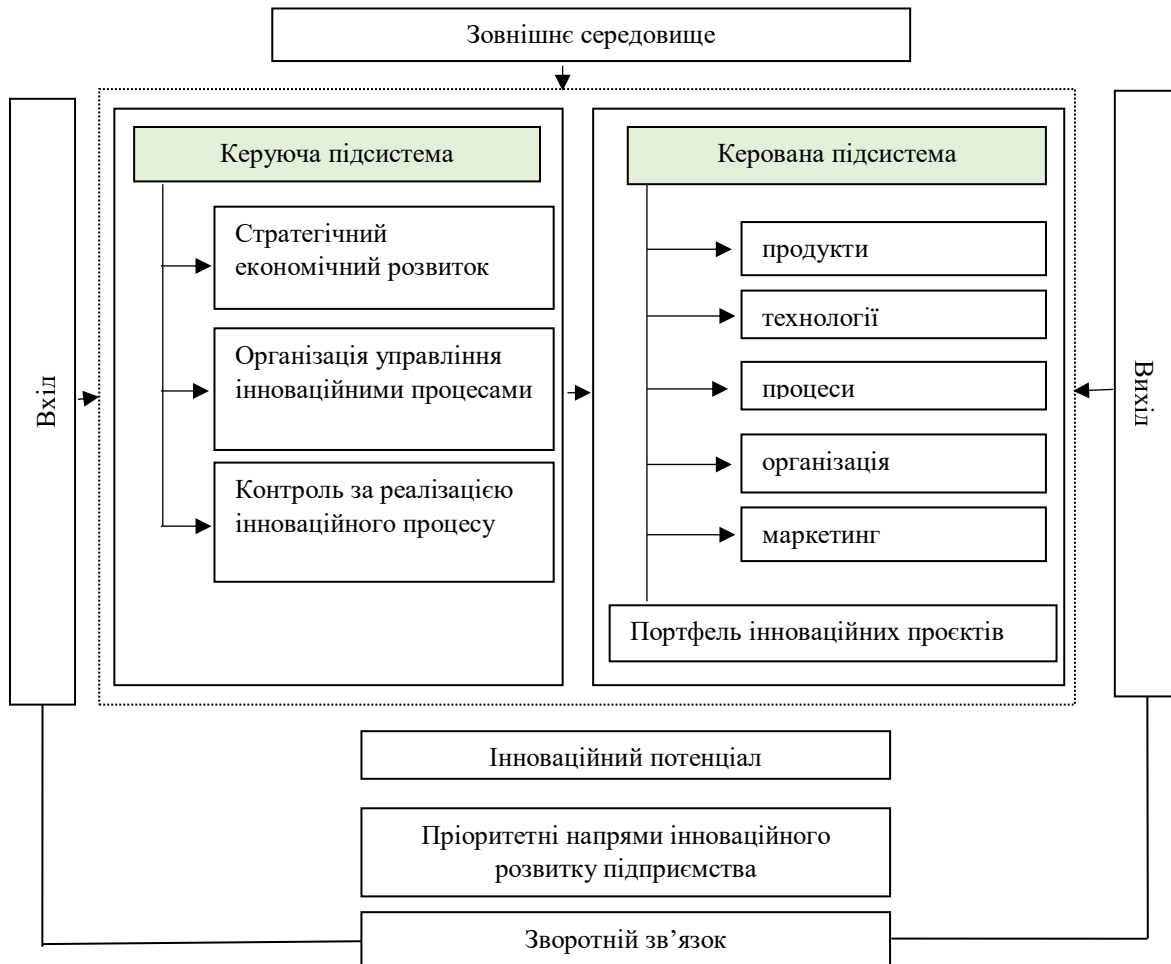 Зовнішнє середовище
Вхід
Керуюча підсистема
Стратегічний
економічний розвиток
Організація управління
інноваційними процесами
Контроль за реалізацією
інноваційного процесу
Керована підсистема
продукти
технології
процеси
організація
маркетинг
Портфель інноваційних проєктів
Вихід
Інноваційний потенціал
Пріоритетні напрями інноваційного
розвитку підприємства
Зворотній зв’язок